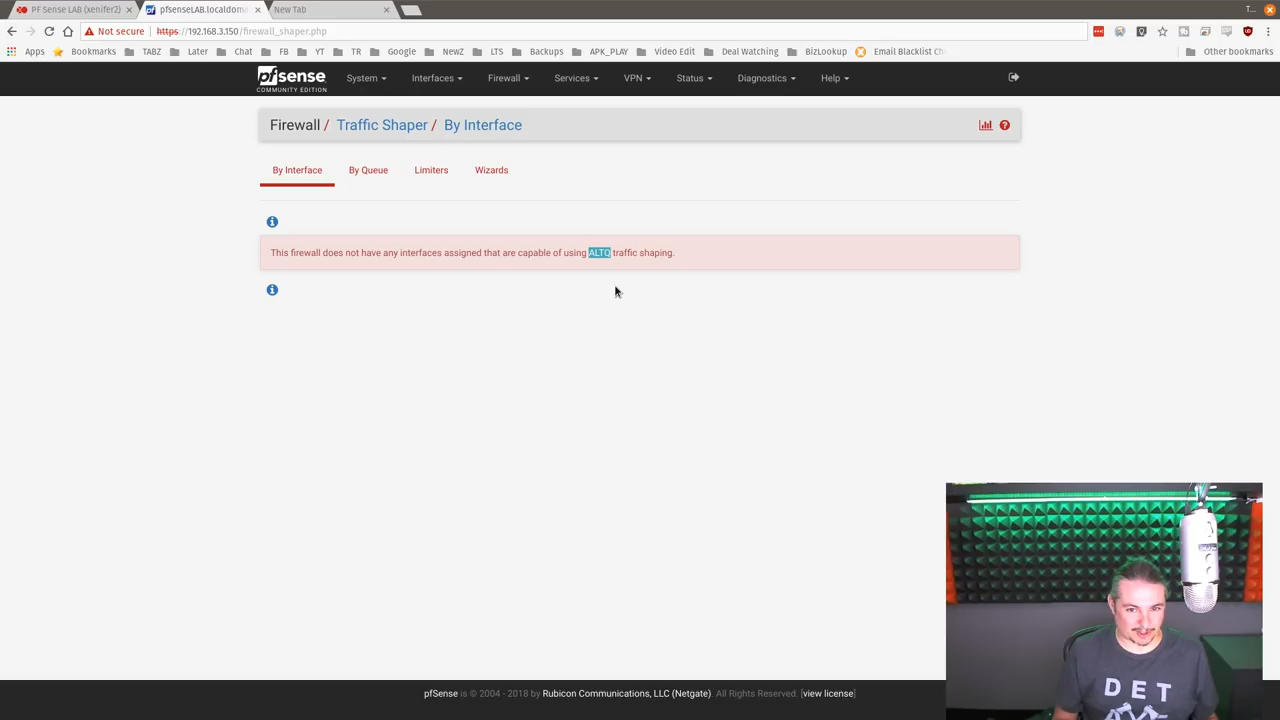 PF Sense LAB (xenifer2)
pfsenseLAB.localdoma
New Tab
T...
Not secure
https://192.168.3.150/firewall_shaper.php
Apps
Bookmarks
TABZ
Later
Chat
FB
YT
TR
Google
NewZ
LTS
Backups
APK_PLAY
Video Edit
Deal Watching
BizLookup
Email Blacklist Che
Other bookmarks
pfsense
COMMUNITY EDITION
System
Interfaces
Firewall
Services
VPN
Status
Diagnostics
Help
Firewall / Traffic Shaper / By Interface
By Interface
By Queue
Limiters
Wizards
This firewall does not have any interfaces assigned that are capable of using ALTQ traffic shaping.
DET
pfSense is © 2004 - 2018 by Rubicon Communications, LLC (Netgate). All Rights Reserved. [view license]